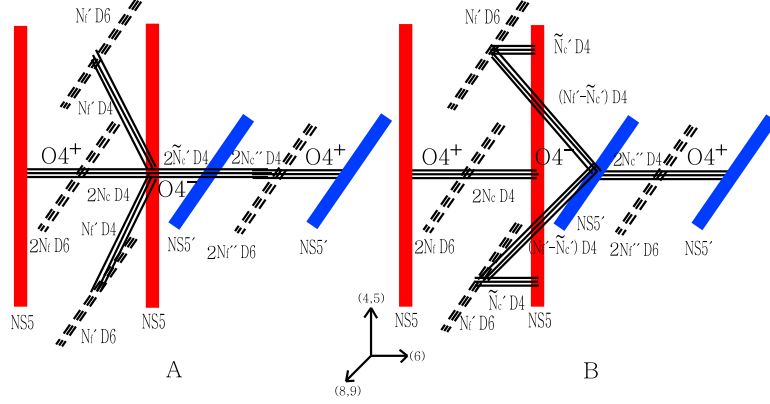 Nf′ D6
Nf′ D4
O4⁺
2Ñc′ D4
2Nc″ D4
O4⁺
2Nc D4
O4⁻
Nf′ D4
2Nf D6
NS5′
2Nf″ D6
NS5′
NS5
NS5
Nf′ D6
A
(4,5)
(6)
(8,9)
Nf′ D6
Ñc′ D4
(Nf′-Ñc′) D4
O4⁺
O4⁻
2Nc″ D4
O4⁺
2Nc D4
NS5′
2Nf D6
(Nf′-Ñc′) D4
2Nf″ D6
NS5′
Ñc′ D4
NS5
Nf′ D6
NS5
B